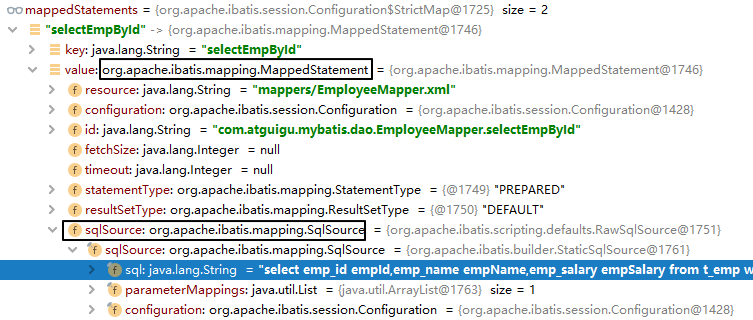 mappedStatements = {org.apache.ibatis.session.Configuration$StrictMap@1725} size = 2
"selectEmpById" -> {org.apache.ibatis.mapping.MappedStatement@1746}
key: java.lang.String = "selectEmpById"
value: org.apache.ibatis.mapping.MappedStatement = {org.apache.ibatis.mapping.MappedStatement@1746}
resource: java.lang.String = "mappers/EmployeeMapper.xml"
configuration: org.apache.ibatis.session.Configuration = {org.apache.ibatis.session.Configuration@1428}
id: java.lang.String = "com.atguigu.mybatis.dao.EmployeeMapper.selectEmpById"
fetchSize: java.lang.Integer = null
timeout: java.lang.Integer = null
statementType: org.apache.ibatis.mapping.StatementType = {@1749} "PREPARED"
resultSetType: org.apache.ibatis.mapping.ResultSetType = {@1750} "DEFAULT"
sqlSource: org.apache.ibatis.mapping.SqlSource = {org.apache.ibatis.scripting.defaults.RawSqlSource@1751}
sqlSource: org.apache.ibatis.mapping.SqlSource = {org.apache.ibatis.builder.StaticSqlSource@1761}
sql: java.lang.String = "select emp_id empId,emp_name empName,emp_salary empSalary from t_emp w
parameterMappings: java.util.List = {java.util.ArrayList@1763} size = 1
configuration: org.apache.ibatis.session.Configuration = {org.apache.ibatis.session.Configuration@1428}